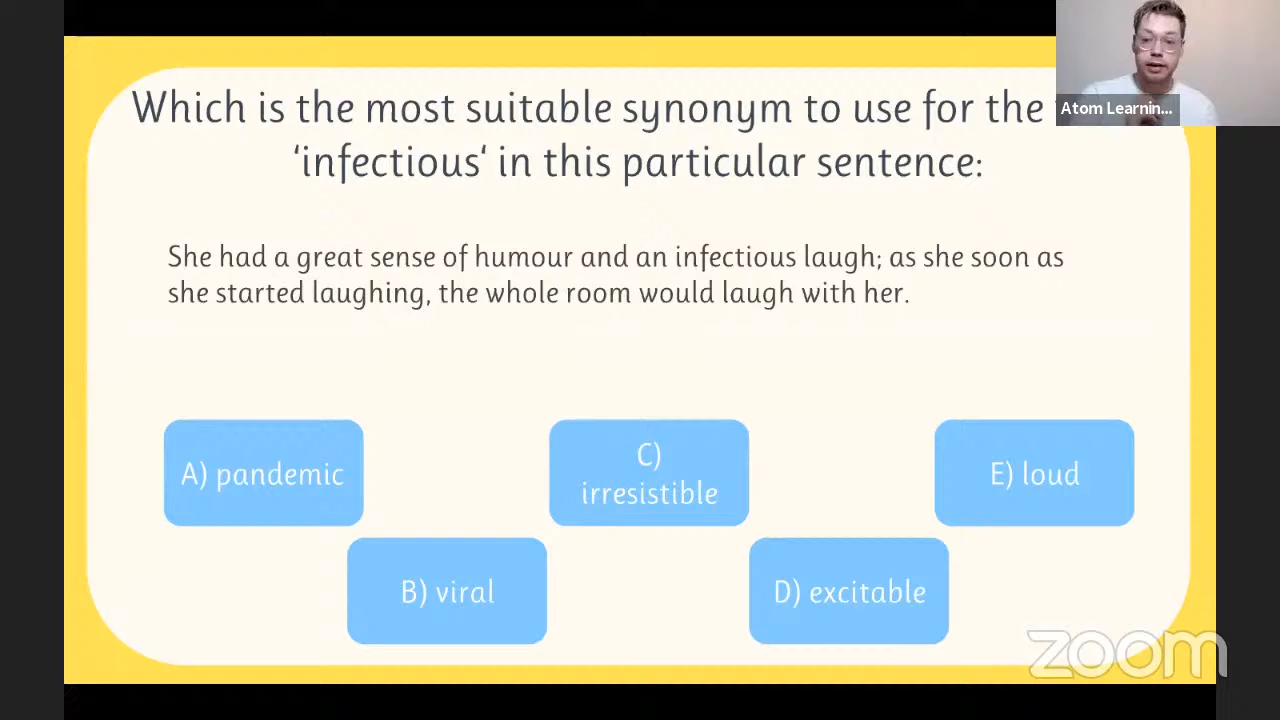 Which is the most suitable synonym to use for the
‘infectious‘ in this particular sentence:
She had a great sense of humour and an infectious laugh; as she soon as
she started laughing, the whole room would laugh with her.
A) pandemic
C)
irresistible
E) loud
B) viral
D) excitable
Atom Learnin...
zoom